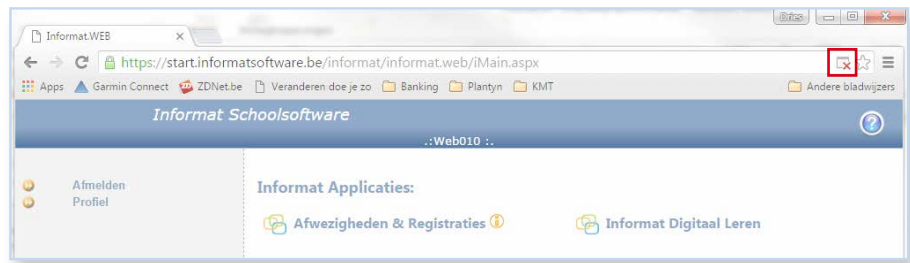 Dries
Informat.WEB
https://start.informatsoftware.be/informat/informat.web/iMain.aspx
Apps Garmin Connect ZDNet.be Veranderen doe je zo Banking Plantyn KMT Andere bladwijzers
Informat Schoolsoftware
.:Web010 :.
Afmelden
Profiel
Informat Applicaties:
Afwezigheden & Registraties
Informat Digitaal Leren